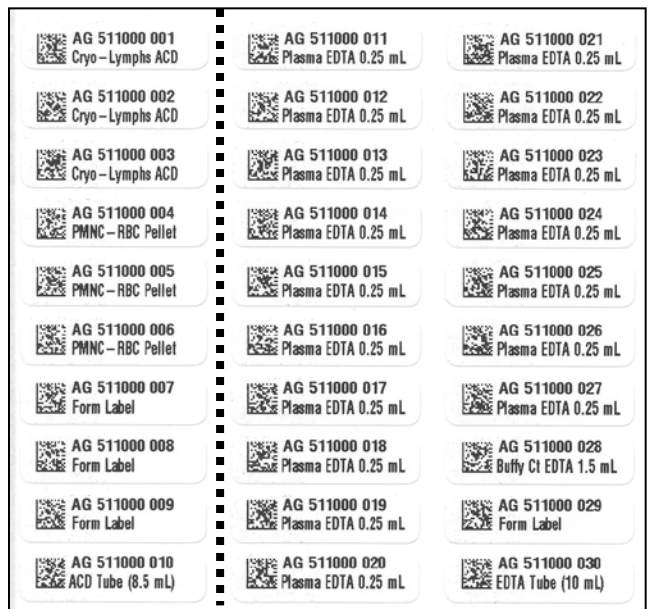 AG 511000 001
Cryo-Lymphs ACD
AG 511000 002
Cryo-Lymphs ACD
AG 511000 003
Cryo-Lymphs ACD
AG 511000 004
PMNC-RBC Pellet
AG 511000 005
PMNC-RBC Pellet
AG 511000 006
PMNC-RBC Pellet
AG 511000 007
Form Label
AG 511000 008
Form Label
AG 511000 009
Form Label
AG 511000 010
ACD Tube (8.5 mL)
AG 511000 011
Plasma EDTA 0.25 mL
AG 511000 012
Plasma EDTA 0.25 mL
AG 511000 013
Plasma EDTA 0.25 mL
AG 511000 014
Plasma EDTA 0.25 mL
AG 511000 015
Plasma EDTA 0.25 mL
AG 511000 016
Plasma EDTA 0.25 mL
AG 511000 017
Plasma EDTA 0.25 mL
AG 511000 018
Plasma EDTA 0.25 mL
AG 511000 019
Plasma EDTA 0.25 mL
AG 511000 020
Plasma EDTA 0.25 mL
AG 511000 021
Plasma EDTA 0.25 mL
AG 511000 022
Plasma EDTA 0.25 mL
AG 511000 023
Plasma EDTA 0.25 mL
AG 511000 024
Plasma EDTA 0.25 mL
AG 511000 025
Plasma EDTA 0.25 mL
AG 511000 026
Plasma EDTA 0.25 mL
AG 511000 027
Plasma EDTA 0.25 mL
AG 511000 028
Buffy Ct EDTA 1.5 mL
AG 511000 029
Form Label
AG 511000 030
EDTA Tube (10 mL)